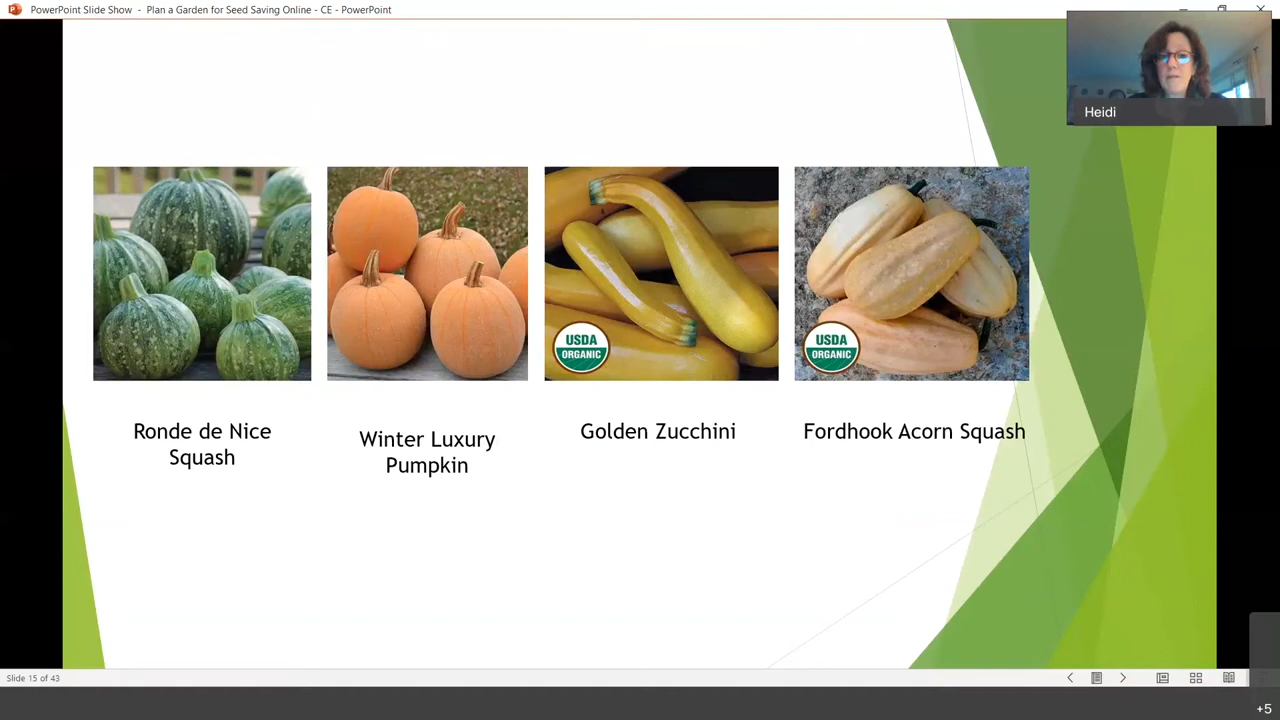 PowerPoint Slide Show - Plan a Garden for Seed Saving Online - CE - PowerPoint
Heidi
USDA
ORGANIC
USDA
ORGANIC
Ronde de Nice
Squash
Winter Luxury
Pumpkin
Golden Zucchini
Fordhook Acorn Squash
Slide 15 of 43
+5